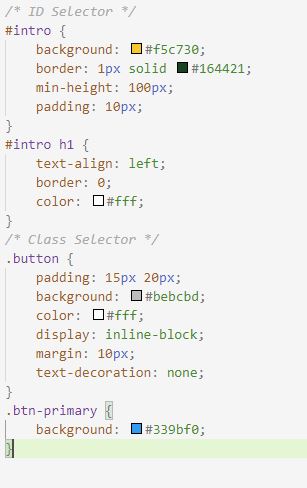 /* ID Selector */
#intro {
background: #f5c730;
border: 1px solid #164421;
min-height: 100px;
padding: 10px;
}
#intro h1 {
text-align: left;
border: 0;
color: #fff;
}
/* Class Selector */
.button {
padding: 15px 20px;
background: #bebcbd;
color: #fff;
display: inline-block;
margin: 10px;
text-decoration: none;
}
.btn-primary {
background: #339bf0;
}